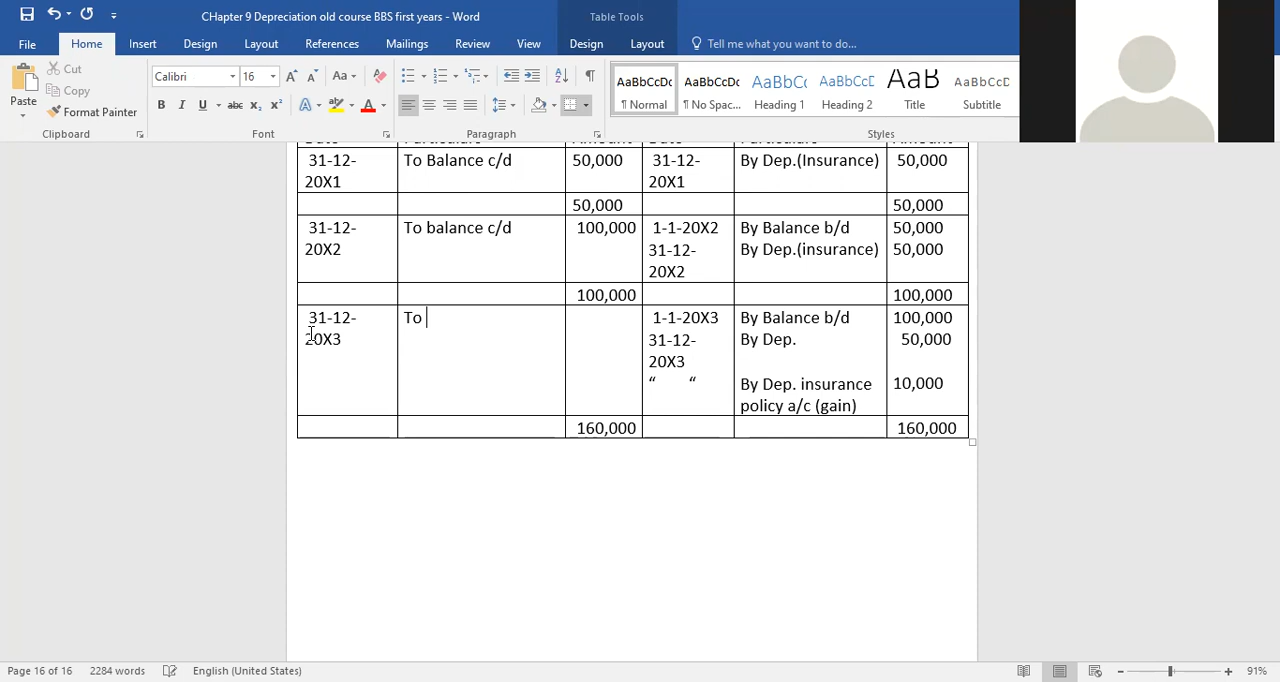 CHapter 9 Depreciation old course BBS first years - Word
Table Tools
File Home Insert Design Layout References Mailings Review View Design Layout Tell me what you want to do...
Paste
Cut
Copy
Format Painter
Clipboard
Calibri 16
Font
Paragraph
AaBbCcDc AaBbCcDc AaBbCc AaBbCcD AaB AaBbCcD
¶ Normal ¶ No Spac... Heading 1 Heading 2 Title Subtitle
Styles
31-12-20X1 To Balance c/d 50,000 31-12-20X1 By Dep.(Insurance) 50,000
50,000 50,000
31-12-20X2 To balance c/d 100,000 1-1-20X2 By Balance b/d 50,000
31-12-20X2 By Dep.(insurance) 50,000
100,000 100,000
31-12-20X3 To 1-1-20X3 By Balance b/d 100,000
31-12-20X3 By Dep. 50,000
“ “ By Dep. insurance policy a/c (gain) 10,000
160,000 160,000
Page 16 of 16 2284 words English (United States) 91%